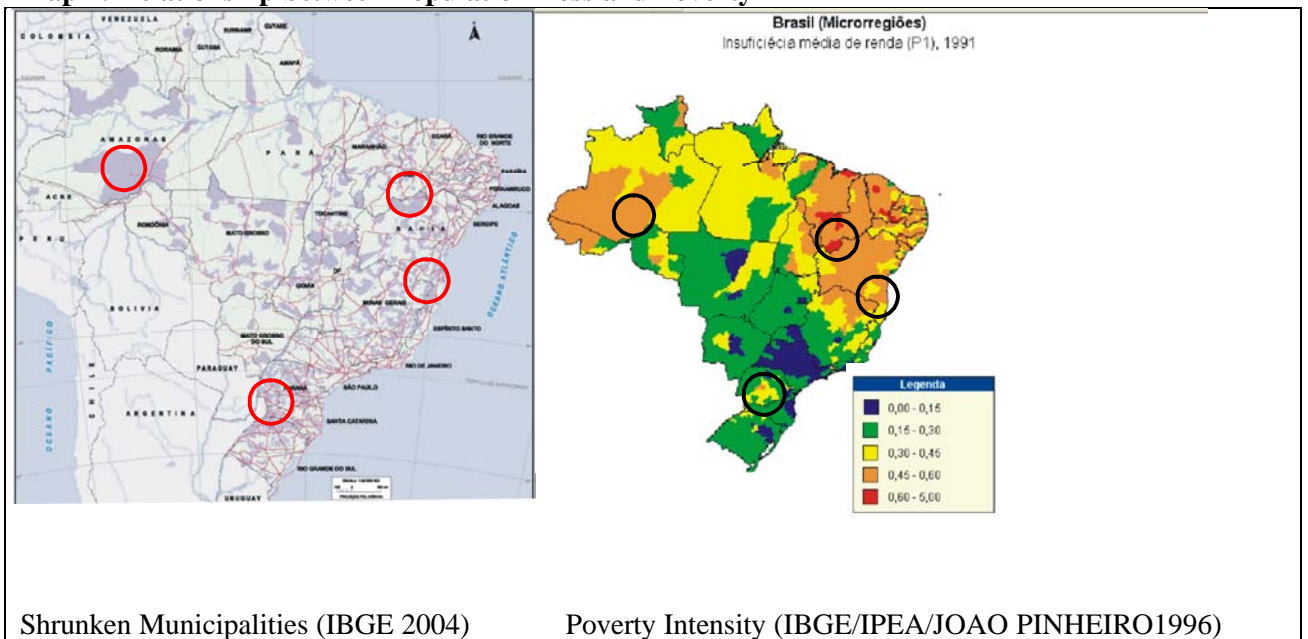 VENEZUELA
COLOMBIA
SURINAM
GUYANE
GUYANA
RORAIMA
AMAPÁ
AMAZONAS
PARÁ
MARANHÃO
CEARÁ
RIO GRANDE
DO NORTE
PARAÍBA
PERNAMBUCO
ALAGOAS
SERGIPE
ACRE
RONDÔNIA
TOCANTINS
BAHIA
MATO GROSSO
PERU
DF
GOIÁS
MINAS GERAIS
BOLIVIA
OCEANO ATLÂNTICO
ESPÍRITO SANTO
MATO GROSSO
DO SUL
RIO DE JANEIRO
PARAGUAY
SÃO PAULO
PARANÁ
OCEANO PACÍFICO
CHILE
ARGENTINA
SANTA CATARINA
RIO GRANDE DO SUL
URUGUAY
Brasil (Microrregiões)
Insuficiêcia média de renda (P1), 1991
Legenda
0,00 - 0,15
0,15 - 0,30
0,30 - 0,45
0,45 - 0,60
0,60 - 5,00
Shrunken Municipalities (IBGE 2004) Poverty Intensity (IBGE/IPEA/JOAO PINHEIRO1996)